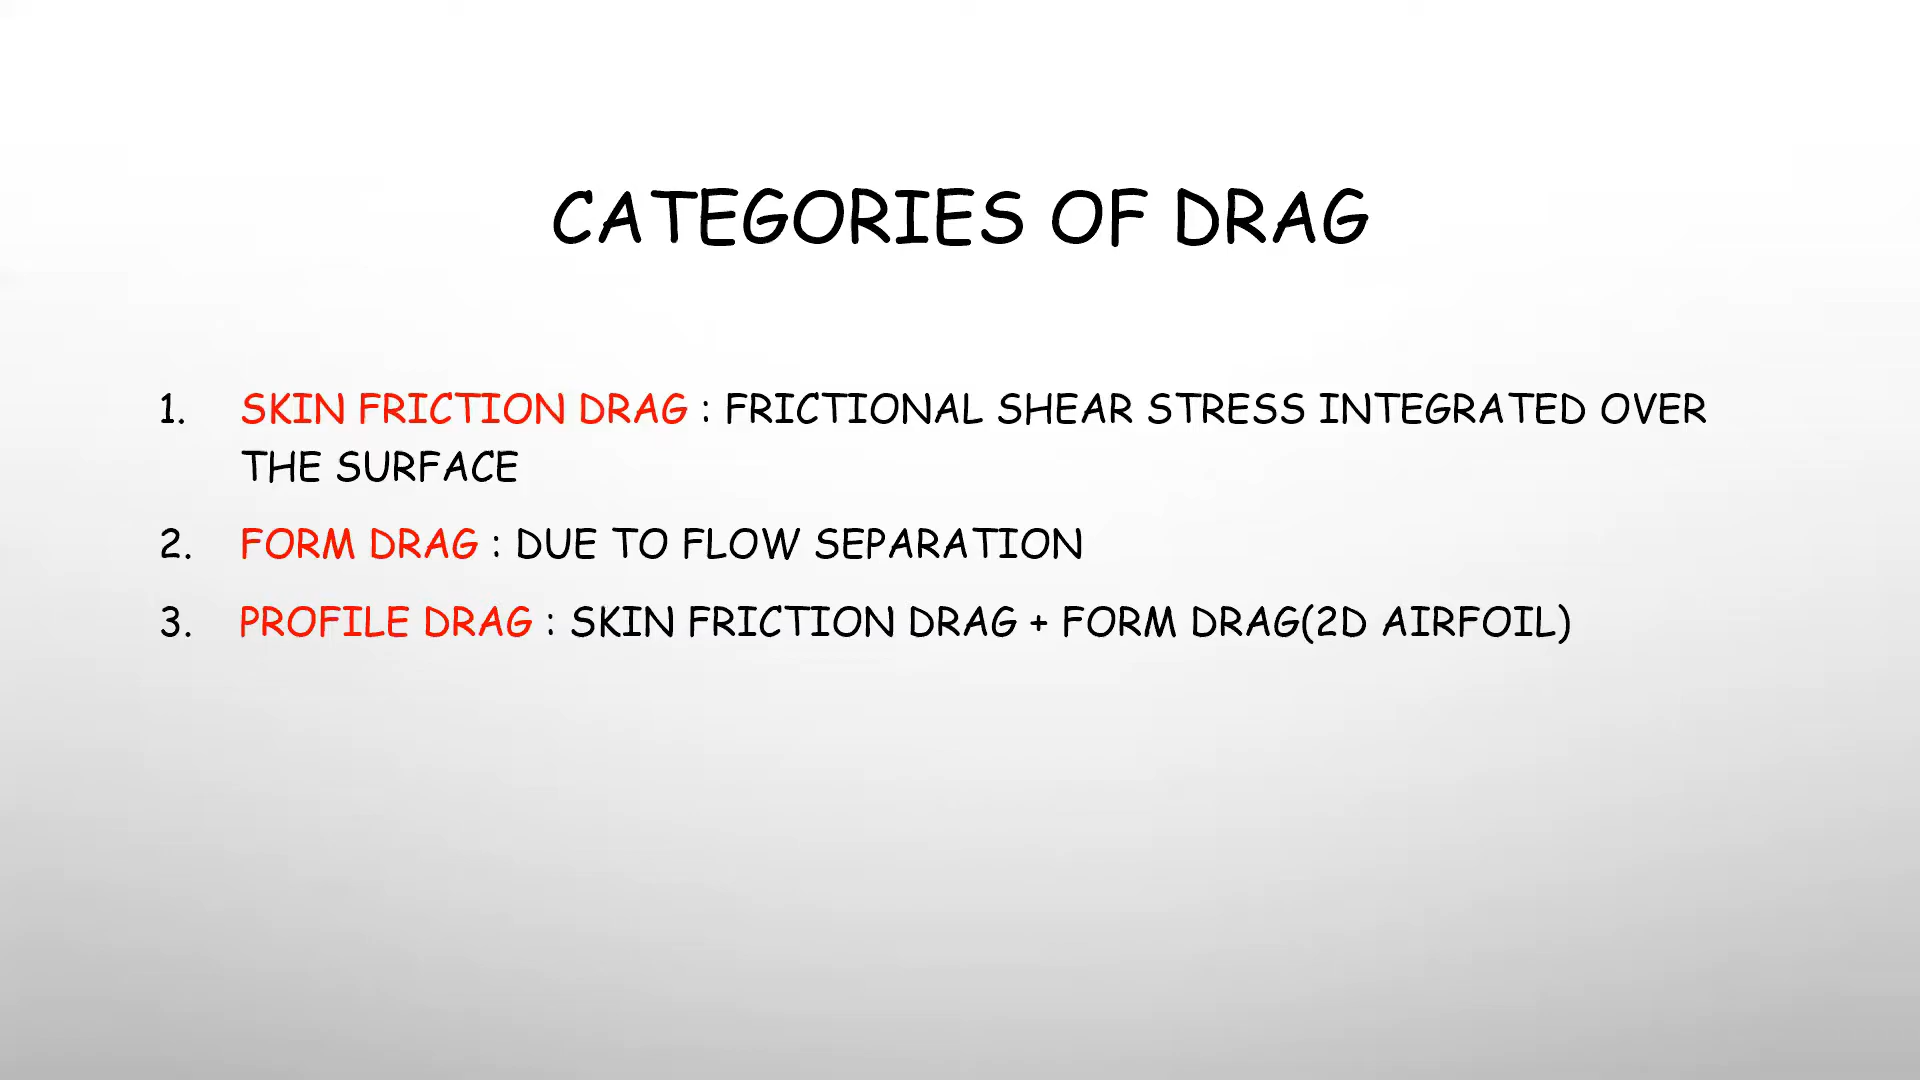 CATEGORIES OF DRAG
1. SKIN FRICTION DRAG : FRICTIONAL SHEAR STRESS INTEGRATED OVER
THE SURFACE
2. FORM DRAG : DUE TO FLOW SEPARATION
3. PROFILE DRAG : SKIN FRICTION DRAG + FORM DRAG(2D AIRFOIL)